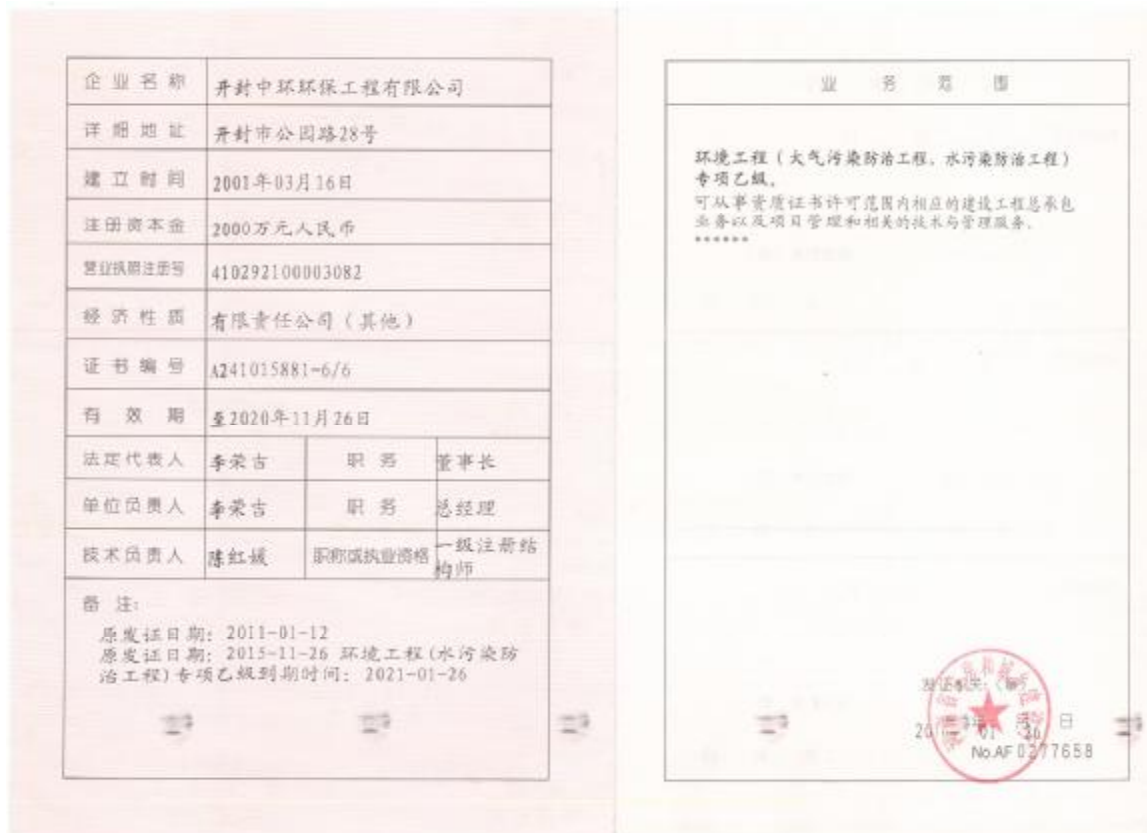 企业名称 开封中环环保工程有限公司
详细地址 开封市公园路28号
建立时间 2001年03月16日
注册资本金 2000万元人民币
营业执照注册号 410292100003082
经济性质 有限责任公司（其他）
证书编号 A241015881-6/6
有效期 至2020年11月26日
法定代表人 李荣吉 职务 董事长
单位负责人 李荣吉 职务 总经理
技术负责人 陈红媛 职称或执业资格 一级注册结
构师
备注：
原发证日期：2011-01-12
原发证日期：2015-11-26 环境工程(水污染防
治工程)专项乙级到期时间：2021-01-26
业务范围
环境工程（大气污染防治工程、水污染防治工程）
专项乙级。
可从事资质证书许可范围内相应的建设工程总承包
业务以及项目管理和相关的技术与管理服务。
******
发证机关：（章）
年 01 月 26 日
No.AF 0277658